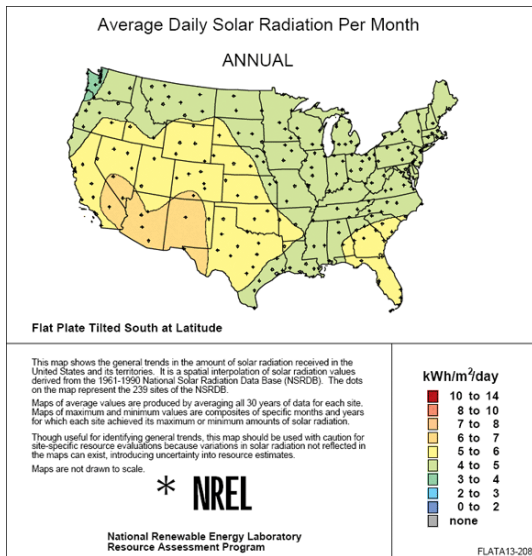 Average Daily Solar Radiation Per Month
ANNUAL
Flat Plate Tilted South at Latitude
This map shows the general trends in the amount of solar radiation received in the
United States and its territories. It is a spatial interpolation of solar radiation values
derived from the 1961-1990 National Solar Radiation Data Base (NSRDB). The dots
on the map represent the 239 sites of the NSRDB.
Maps of average values are produced by averaging all 30 years of data for each site.
Maps of maximum and minimum values are composites of specific months and years
for which each site achieved its maximum or minimum amounts of solar radiation.
Though useful for identifying general trends, this map should be used with caution for
site-specific resource evaluations because variations in solar radiation not reflected in
the maps can exist, introducing uncertainty into resource estimates.
Maps are not drawn to scale.
* NREL
National Renewable Energy Laboratory
Resource Assessment Program
kWh/m²/day
10 to 14
8 to 10
7 to 8
6 to 7
5 to 6
4 to 5
3 to 4
2 to 3
0 to 2
none